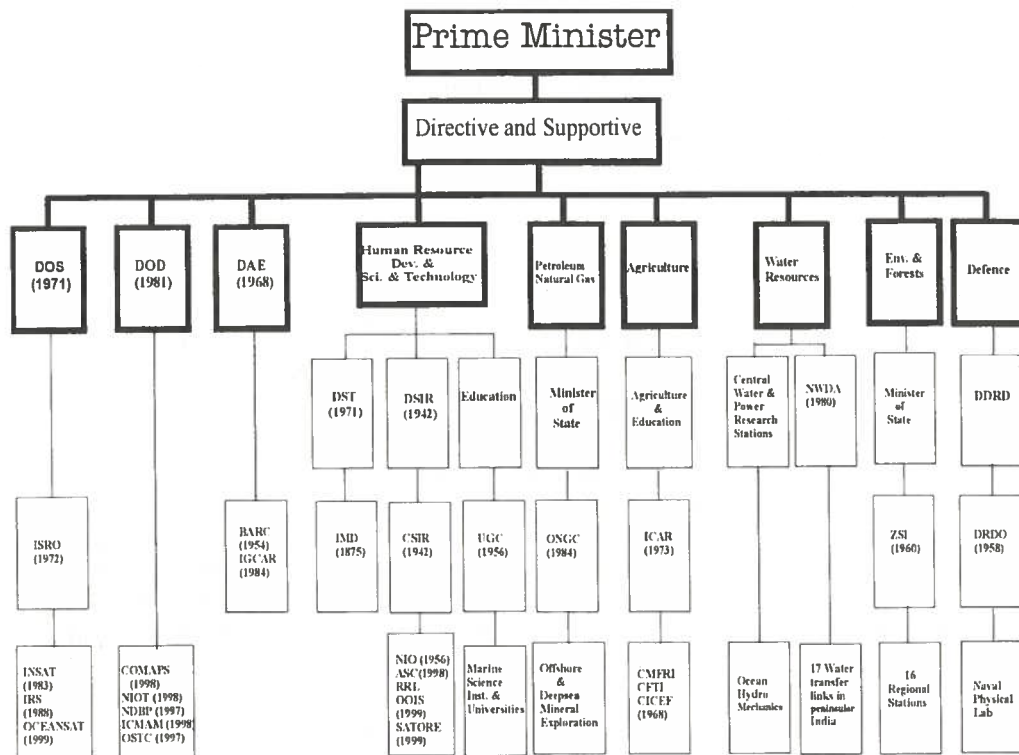 Prime Minister
Directive and Supportive
DOS
(1971)
DOD
(1981)
DAE
(1968)
Human Resource
Dev. &
Sci. & Technology
Petroleum
Natural Gas
Agriculture
Water
Resources
Env. &
Forests
Defence
DST
(1971)
DSIR
(1942)
Education
Minister
of
State
Agriculture
&
Education
Central
Water &
Power
Research
Stations
NWDA
(1980)
Minister
of
State
DDRD
ISRO
(1972)
BARC
(1954)
IGCAR
(1984)
IMD
(1875)
CSIR
(1942)
UGC
(1956)
ONGC
(1984)
ICAR
(1973)
ZSI
(1960)
DRDO
(1958)
INSAT
(1983)
IRS
(1988)
OCEANSAT
(1999)
COMAPS
(1998)
NIOT (1998)
NDBP (1997)
ICMAM (1998)
OSTC (1997)
NIO (1956)
ASC (1998)
RRL
OOIS
(1999)
SATORE
(1999)
Marine
Science
Inst. &
Universities
Offshore
&
Deepsea
Mineral
Exploration
CMFRI
CFTI
CICEF
(1968)
Ocean
Hydro
Mechanics
17 Water
transfer
links in
peninsular
India
16
Regional
Stations
Naval
Physical
Lab